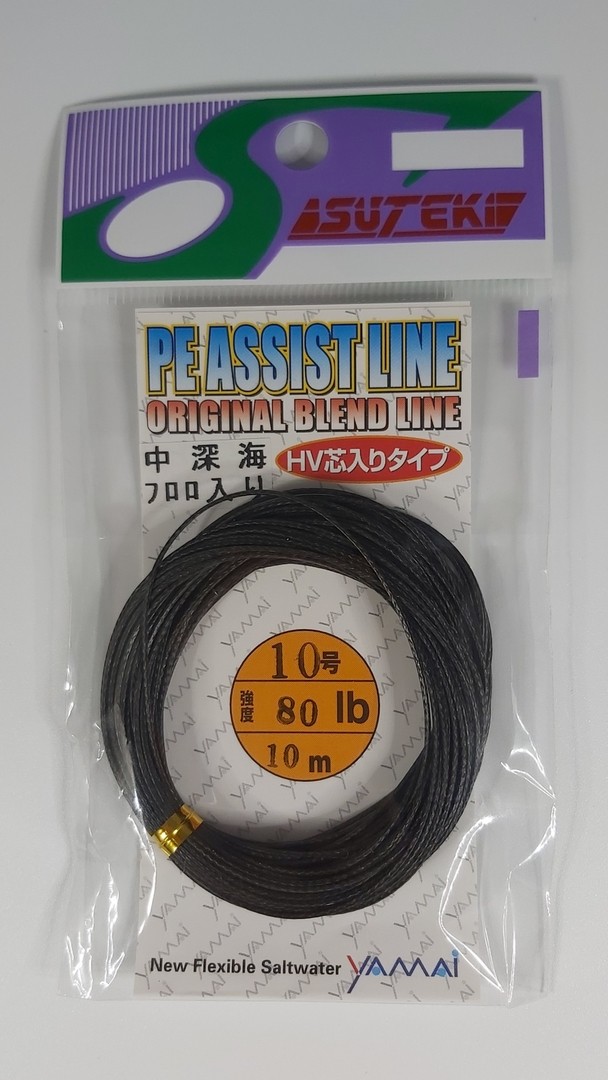 SASUTEKI
PE ASSIST LINE
ORIGINAL BLEND LINE
中深海
HV芯入りタイプ
フロロ入り
10号
強度 80 lb
10 m
New Flexible Saltwater YAMAI